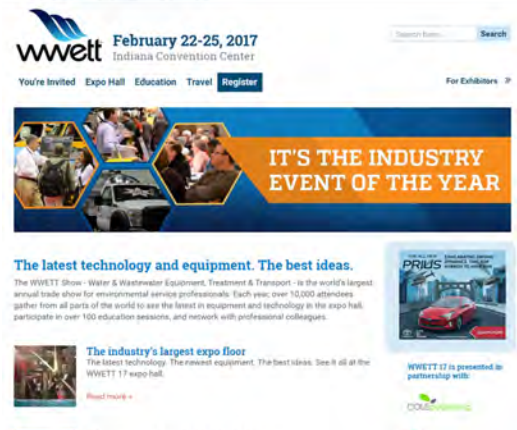 wwett
February 22-25, 2017
Indiana Convention Center
Search
You're Invited Expo Hall Education Travel Register
For Exhibitors »
IT'S THE INDUSTRY
EVENT OF THE YEAR
The latest technology and equipment. The best ideas.
The WWETT Show - Water & Wastewater Equipment, Treatment & Transport - is the world's largest
annual trade show for environmental service professionals. Each year, over 10,000 attendees
gather from all parts of the world to see the latest in equipment and technology in the expo hall,
participate in over 100 education sessions, and network with professional colleagues.
The industry's largest expo floor
The latest technology. The newest equipment. The best ideas. See it all at the
WWETT 17 expo hall.
Read more »
PRIUS
WWETT 17 is presented in
partnership with:
COLE